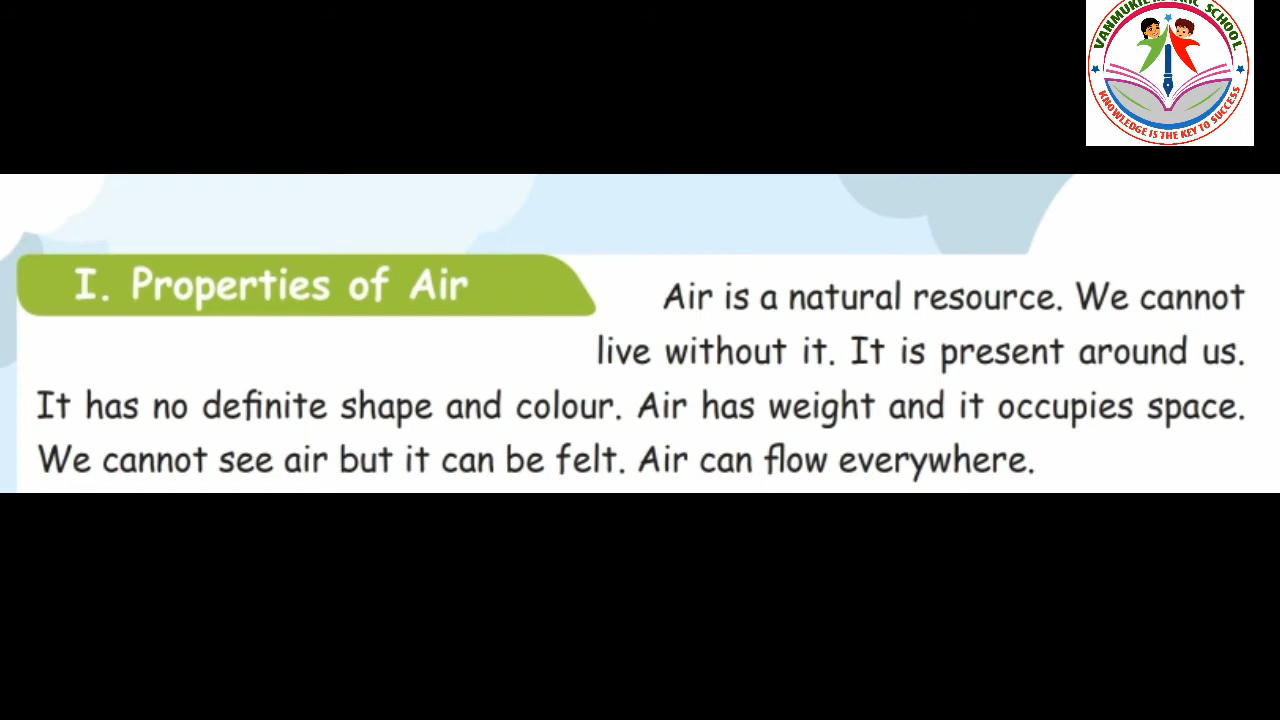 SCHOOL
KNOWLEDGE IS THE KEY TO SUCCESS
I. Properties of Air
Air is a natural resource. We cannot
live without it. It is present around us.
It has no definite shape and colour. Air has weight and it occupies space.
We cannot see air but it can be felt. Air can flow everywhere.